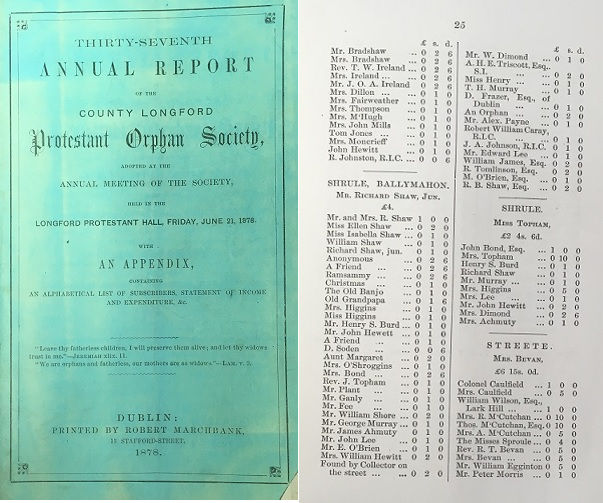 THIRTY-SEVENTH
ANNUAL REPORT
OF THE
COUNTY LONGFORD
Protestant Orphan Society,
ADOPTED AT THE
ANNUAL MEETING OF THE SOCIETY,
HELD IN THE
LONGFORD PROTESTANT HALL, FRIDAY, JUNE 21, 1878.
WITH
AN APPENDIX,
CONTAINING
AN ALPHABETICAL LIST OF SUBSCRIBERS, STATEMENT OF INCOME
AND EXPENDITURE, &c.
"Leave thy fatherless children, I will preserve them alive; and let thy widows
trust in me."—JEREMIAH xlix. 11.
"We are orphans and fatherless, our mothers are as widows."—LAM. v. 3.
DUBLIN:
PRINTED BY ROBERT MARCHBANK,
STAFFORD-STREET,
1878.
25
£ s. d.
Mr. Bradshaw .. 0 2 6
Mrs. Bradshaw .. 0 2 6
Rev. T. W. Ireland .. 0 2 6
Mrs. Ireland ... 0 2 6
Mr. J. O. A. Ireland 0 2 6
Mrs. Dillon ... 0 1 0
Mrs. Fairweather ... 0 1 0
Mrs. Thompson ... 0 1 0
Mrs. M'Hugh ... 0 1 0
Mrs. John Mills ... 0 1 0
Tom Jones ... 0 1 0
Mrs. Moncrieff ... 0 1 0
John Hewitt ... 0 1 0
R. Johnston, R.I.C. ... 0 0 6
SHRULE, BALLYMAHON.
MR. RICHARD SHAW, JUN.
£4.
Mr. and Mrs. R. Shaw 1 0 0
Miss Ellen Shaw ... 0 2 0
Miss Isabella Shaw ... 0 1 0
William Shaw ... 0 1 0
Richard Shaw, jun. 0 1 0
Anonymous ... 0 2 6
A Friend ... 0 2 6
Ramsammy ... 0 2 6
Christmas ... 0 1 0
The Old Banjo ... 0 1 0
Old Grandpapa ... 0 1 6
Mrs. Higgins ... 0 1 0
Miss Higgins ... 0 1 0
Mr. Henry S. Burd ... 0 1 0
Mr. John Hewett ... 0 1 0
A Friend ... 0 1 0
D. Soden ... 0 0 6
Aunt Margaret ... 0 2 0
Mrs. O'Shroggins ... 0 1 0
Mrs. Bond ... 0 2 6
Rev. J. Topham ... 0 1 0
Mr. Plant ... 0 1 0
Mr. Ganly ... 0 1 0
Mr. Fee ... 0 1 0
Mr. William Shore ... 0 2 0
Mr. George Murray ... 0 1 0
Mr. James Ahmuty ... 0 1 0
Mr. John Lee ... 0 1 0
Mr. E. O'Brien ... 0 1 0
Mrs. William Hewitt 0 2 0
Found by Collector on
the street ... ... 0 2 0
£ s. d.
Mr. W. Dimond ... 0 1 0
A. H. E. Triscott, Esq.,
S.I. ... ... 0 2 0
Miss Henry ... ... 0 1 0
T. H. Murray ... 0 1 0
D. Frazer, Esq., of
Dublin ... ... 0 1 0
An Orphan ... ... 0 2 0
Mr. Alex. Payne ... 0 1 0
Robert William Caray,
R.I.C. ... ... 0 1 0
J. A. Johnson, R.I.C. 0 1 0
Mr. Edward Lee ... 0 1 0
William James, Esq. 0 2 0
R. Tomlinson, Esq. 0 2 0
M. O'Brien, Esq. ... 0 1 0
R. B. Shaw, Esq. ... 0 2 0
SHRULE.
MISS TOPHAM,
£2 4s. 6d.
John Bond, Esq. ... 1 0 0
Mrs. Topham ... 0 10 0
Henry S. Burd ... 0 1 0
Richard Shaw ... 0 1 0
Mr. Murray ... ... 0 1 0
Mrs. Higgins ... 0 5 0
Mrs. Lee ... ... 0 1 0
Mr. John Hewitt ... 0 2 0
Mrs. Dimond ... 0 2 6
Mrs. Achmuty ... 0 1 0
STREETE.
MRS. BEVAN,
£6 15s. 0d.
Colonel Caulfield ... 1 0 0
Mrs. Caulfield ... 0 5 0
William Wilson, Esq.,
Lark Hill ... ... 1 0 0
Mrs. R. M'Cutchan ... 0 10 0
Thos. M'Cutchan, Esq. 0 10 0
Mrs. A. M'Cutchan ... 0 5 0
The Misses Sproule ... 0 4 0
Rev. R. T. Bevan ... 0 5 0
Mrs. Bevan ... ... 0 5 0
Mr. William Egginton 0 5 0
Mr. Peter Morris ... 0 1 0